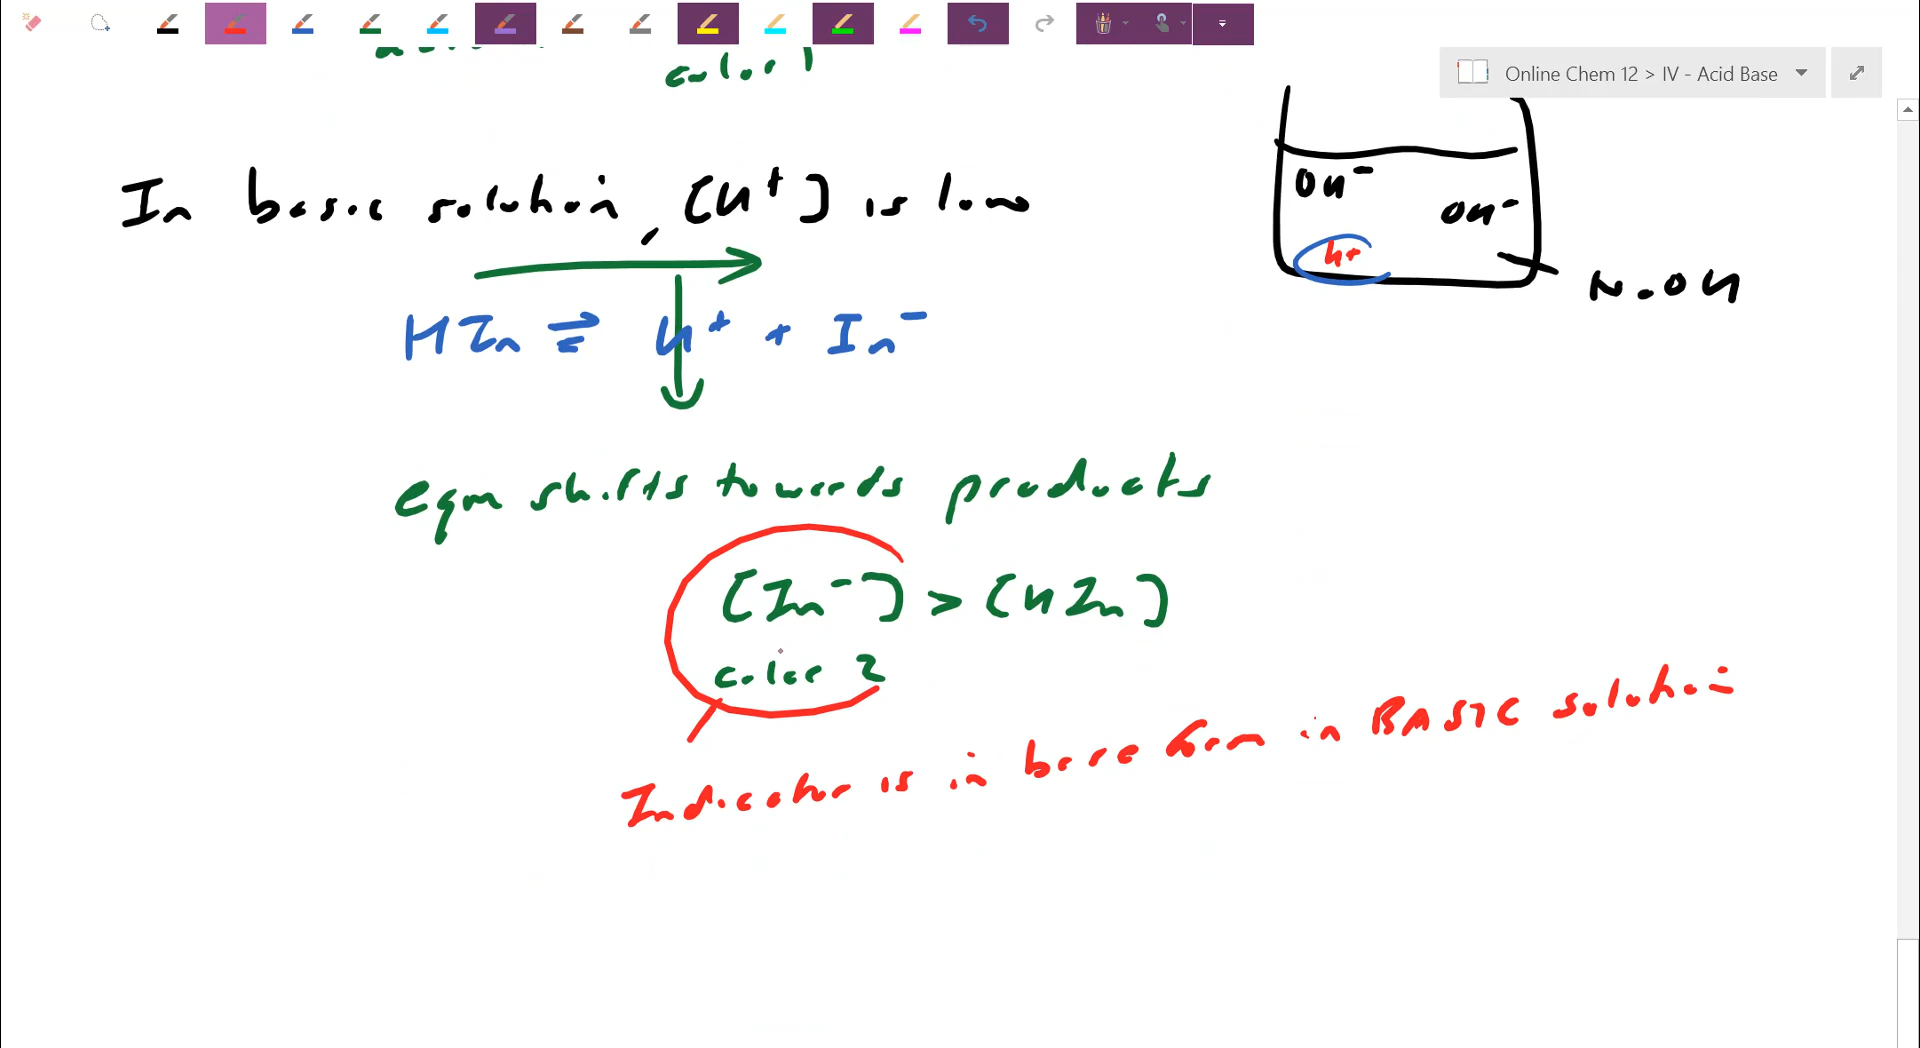 color 1
Online Chem 12 > IV - Acid Base
In basic solution, [H+] is low
OH-
OH-
H+
NaOH
HIn ⇌ H+ + In-
eqm shifts towards products
[In-] > [HIn]
color 2
Indicator is in base form in BASIC solution